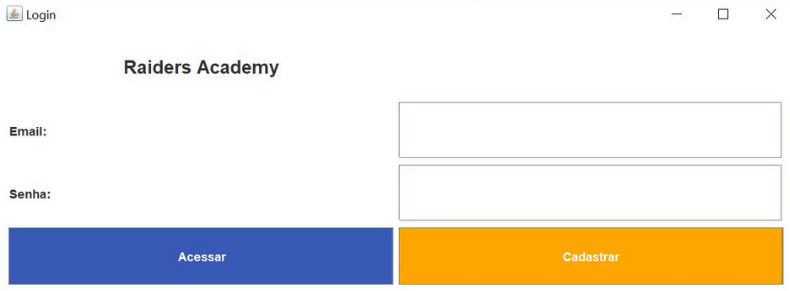 Login
Raiders Academy
Email:
Senha:
Acessar
Cadastrar